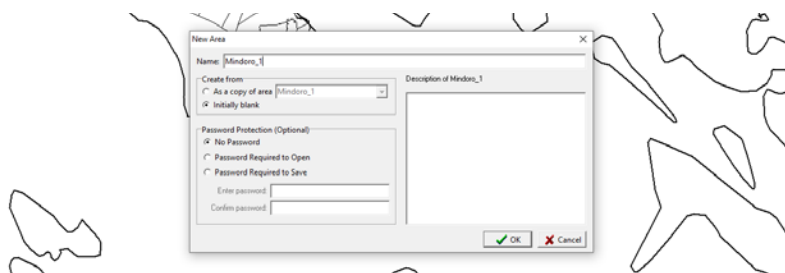 New Area
Name: Mindoro_1
Create from
As a copy of area Mindoro_1
Initially blank
Password Protection (Optional)
No Password
Password Required to Open
Password Required to Save
Enter password:
Confirm password:
Description of Mindoro_1
OK
Cancel